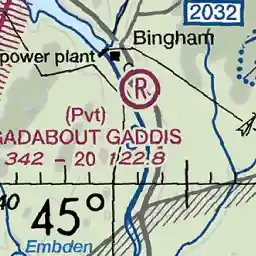 2032
Bingham
power plant
R
(Pvt)
GADABOUT GADDIS
342 - 20 122.8
40
45°
Embden